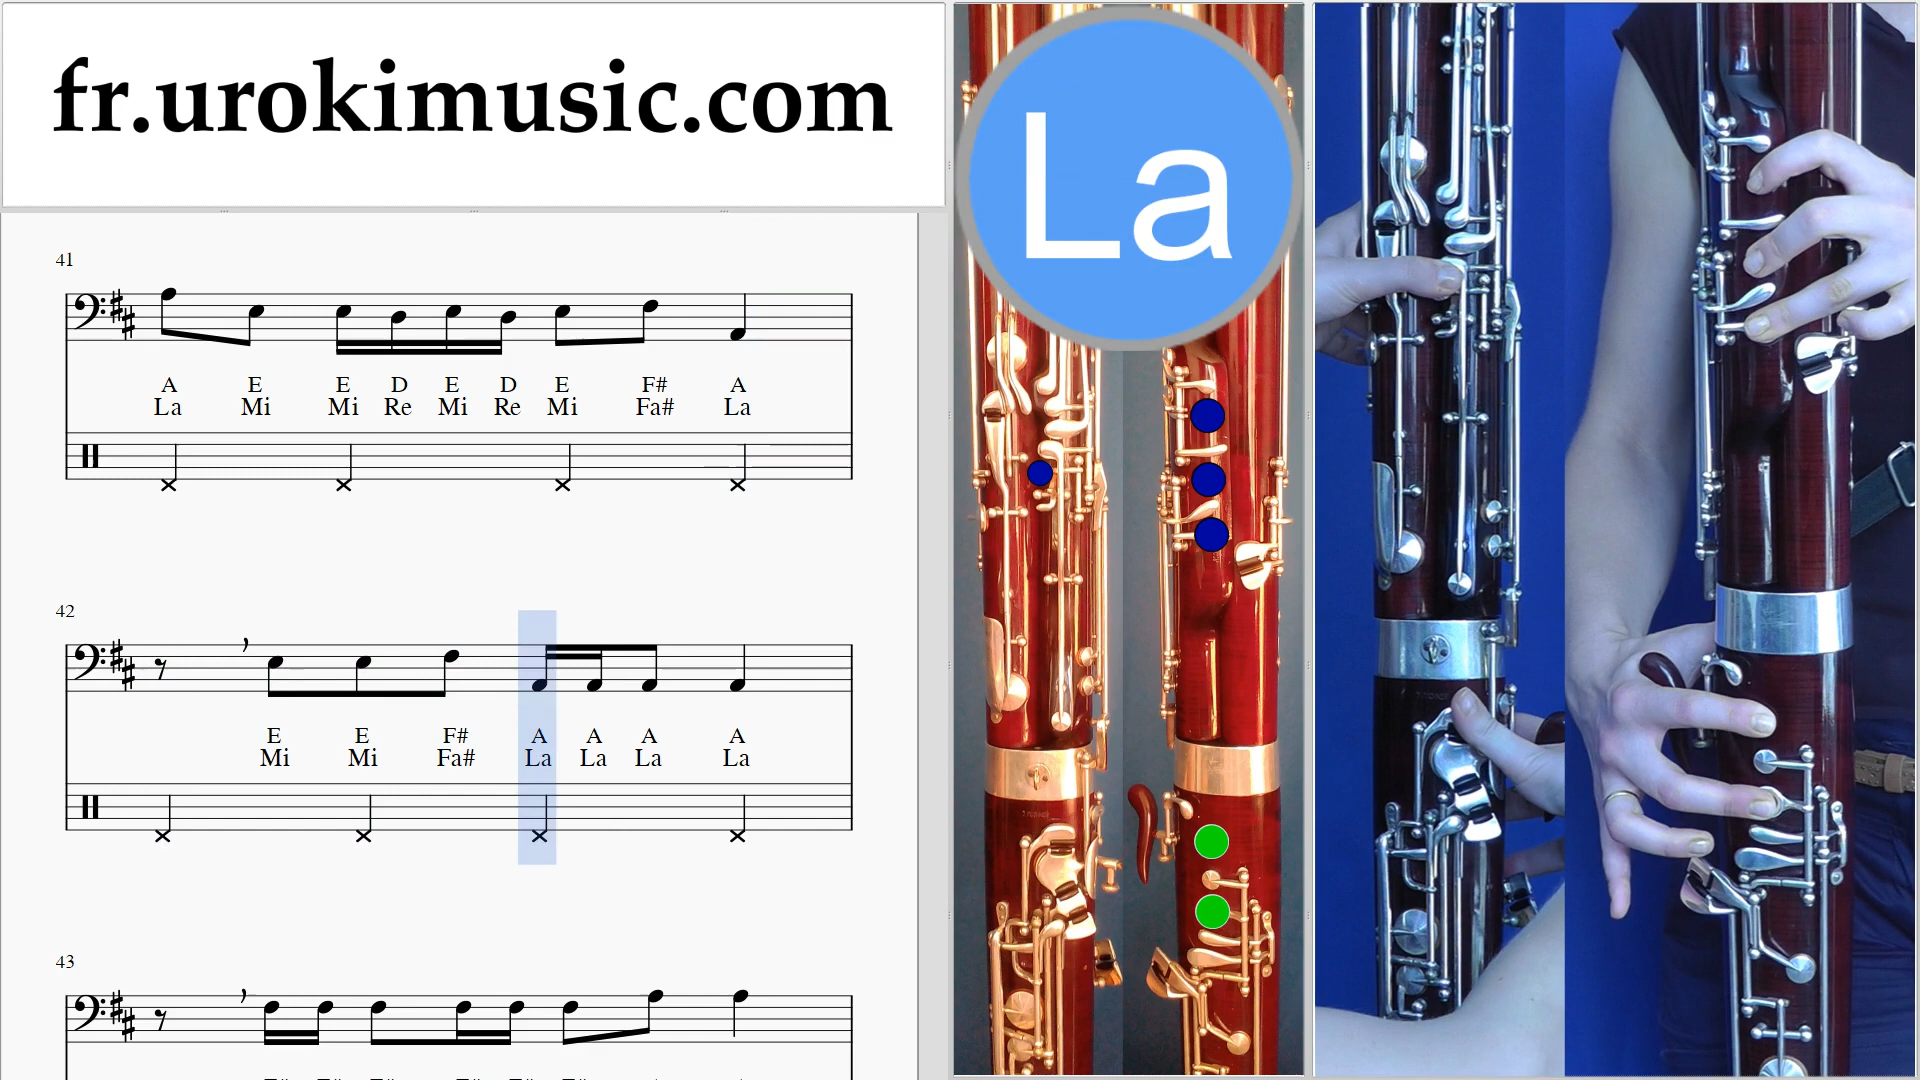 fr.urokimusic.com
La
41
A E E D E D E F# A
La Mi Mi Re Mi Re Mi Fa# La
42
E E F# A A A A
Mi Mi Fa# La La La La
43